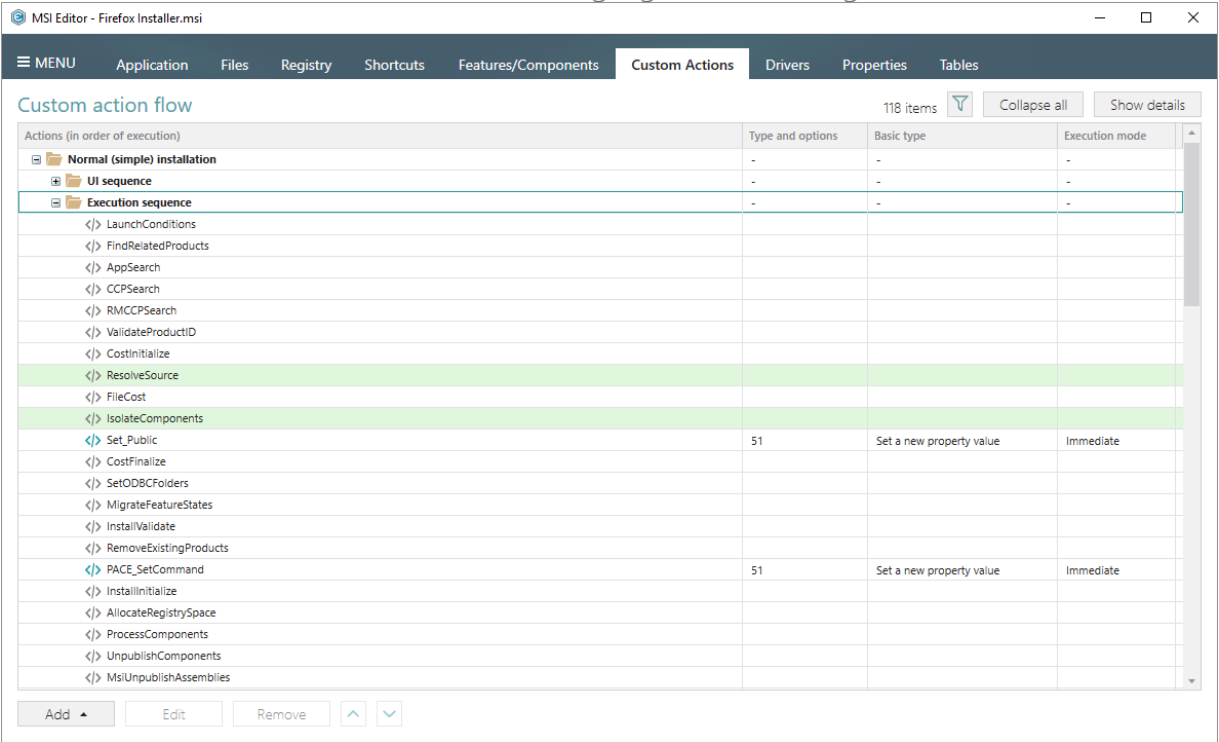 MSI Editor - Firefox Installer.msi
MENU Application Files Registry Shortcuts Features/Components Custom Actions Drivers Properties Tables
Custom action flow 118 items Collapse all Show details
Actions (in order of execution) Type and options Basic type Execution mode
Normal (simple) installation - - -
UI sequence - - -
Execution sequence - - -
</> LaunchConditions
</> FindRelatedProducts
</> AppSearch
</> CCPSearch
</> RMCCPSearch
</> ValidateProductID
</> CostInitialize
</> ResolveSource
</> FileCost
</> IsolateComponents
</> Set_Public 51 Set a new property value Immediate
</> CostFinalize
</> SetODBCFolders
</> MigrateFeatureStates
</> InstallValidate
</> RemoveExistingProducts
</> PACE_SetCommand 51 Set a new property value Immediate
</> InstallInitialize
</> AllocateRegistrySpace
</> ProcessComponents
</> UnpublishComponents
</> MsiUnpublishAssemblies
Add Edit Remove